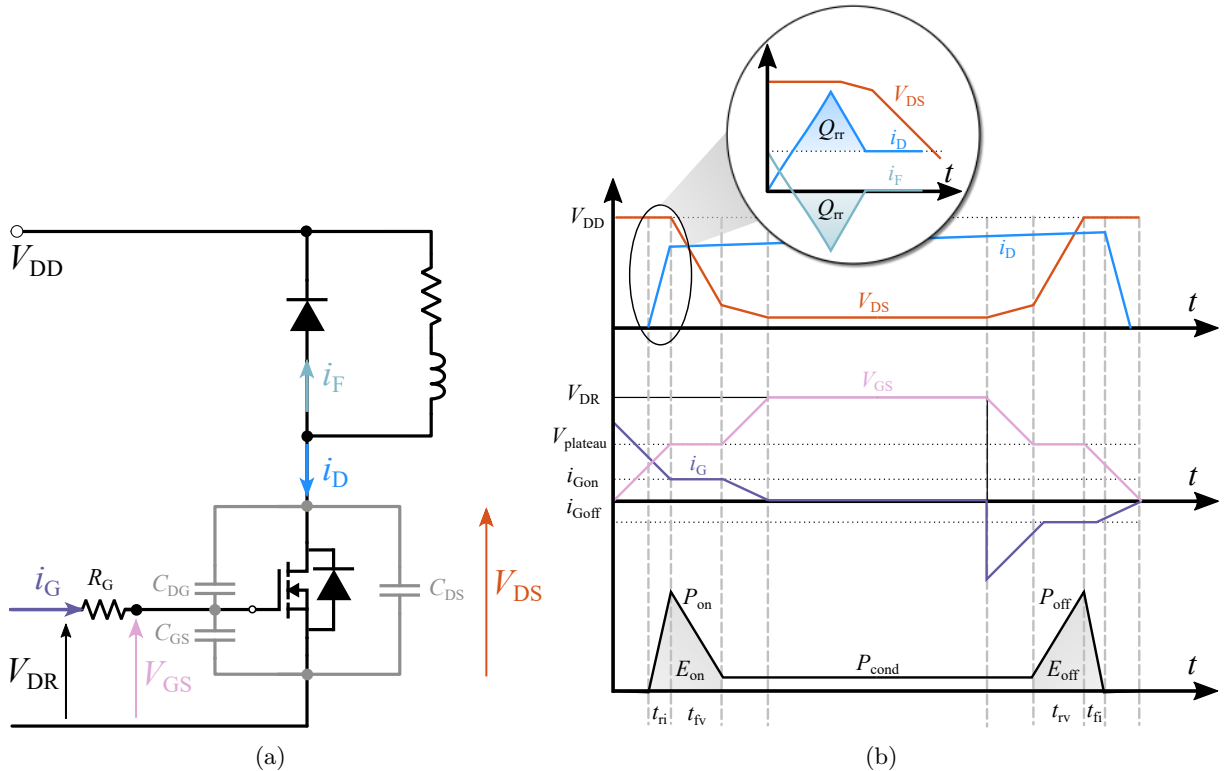 V_DD
i_F
i_D
i_G
R_G
C_DG
C_GS
C_DS
V_DS
V_DR
V_GS
(a)
V_DS
Q_rr
i_D
i_F
Q_rr
t
V_DD
i_D
V_DS
t
V_DR
V_GS
V_plateau
i_Gon
i_G
i_Goff
t
P_on
P_off
E_on
P_cond
E_off
t
t_ri
t_fv
t_rv
t_fi
(b)